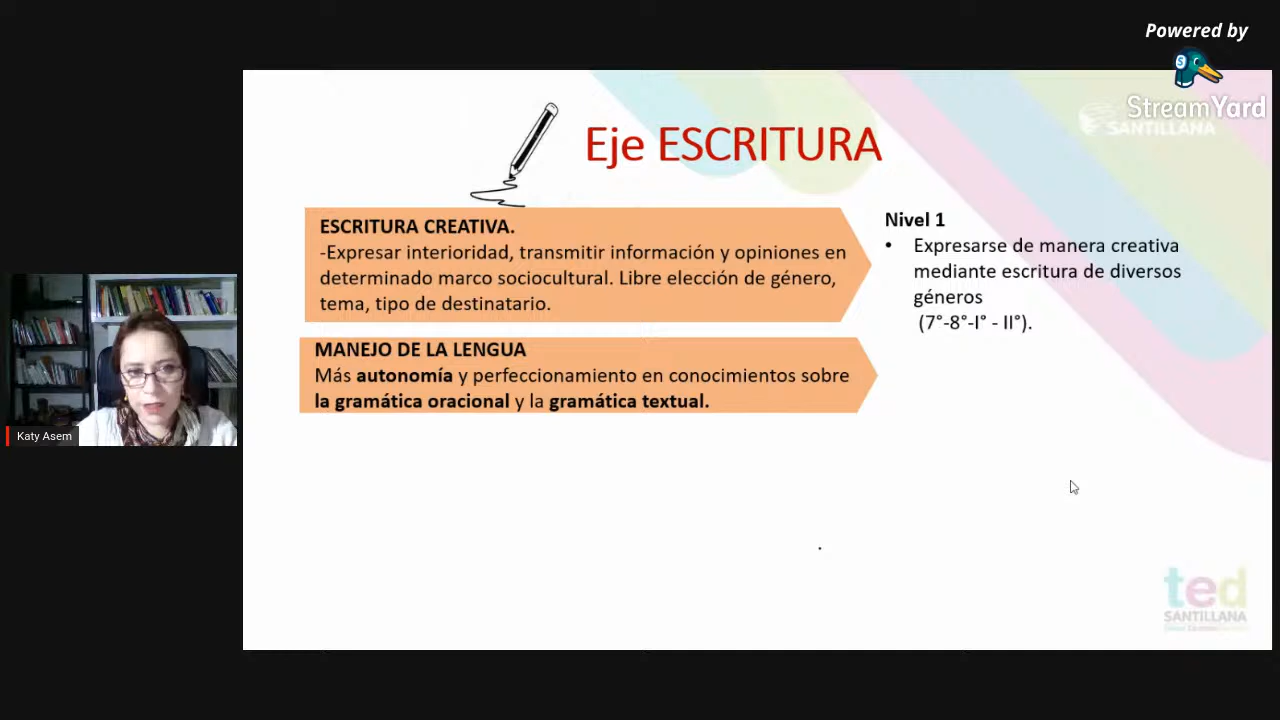 Powered by
StreamYard
SANTILLANA
Eje ESCRITURA
ESCRITURA CREATIVA.
-Expresar interioridad, transmitir información y opiniones en
determinado marco sociocultural. Libre elección de género,
tema, tipo de destinatario.
MANEJO DE LA LENGUA
Más autonomía y perfeccionamiento en conocimientos sobre
la gramática oracional y la gramática textual.
Nivel 1
• Expresarse de manera creativa
mediante escritura de diversos
géneros
(7°-8°-I° - II°).
Katy Asem
ted
SANTILLANA